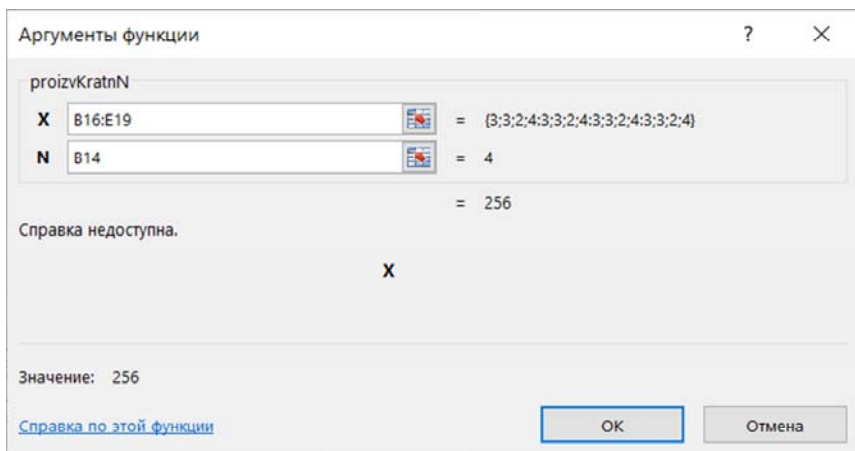 Аргументы функции ? ×
proizvKratnN
X B16:E19 = {3;3;2;4:3;3;2;4:3;3;2;4:3;3;2;4}
N B14 = 4
= 256
Справка недоступна.
X
Значение: 256
Справка по этой функции ОК Отмена